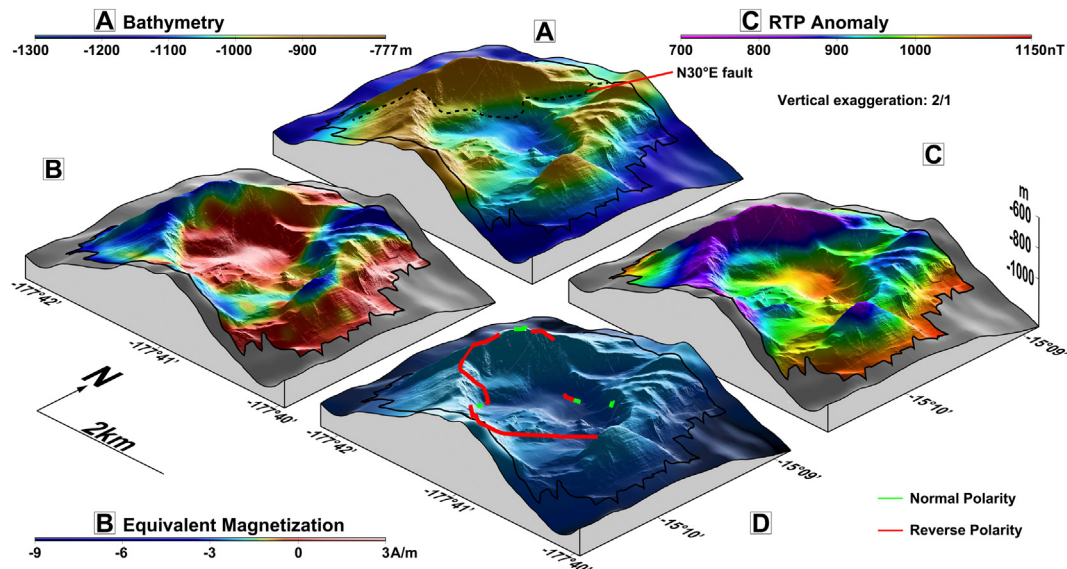 A Bathymetry
-1300 -1200 -1100 -1000 -900 -777 m
A
C RTP Anomaly
700 800 900 1000 1150nT
N30°E fault
Vertical exaggeration: 2/1
B
C
m
-600
-800
-1000
-177°42'
-177°41'
-177°40'
-15°10'
-15°09'
N
2km
-177°42'
-177°41'
-177°40'
-15°10'
-15°09'
D
Normal Polarity
Reverse Polarity
B Equivalent Magnetization
-9 -6 -3 0 3A/m